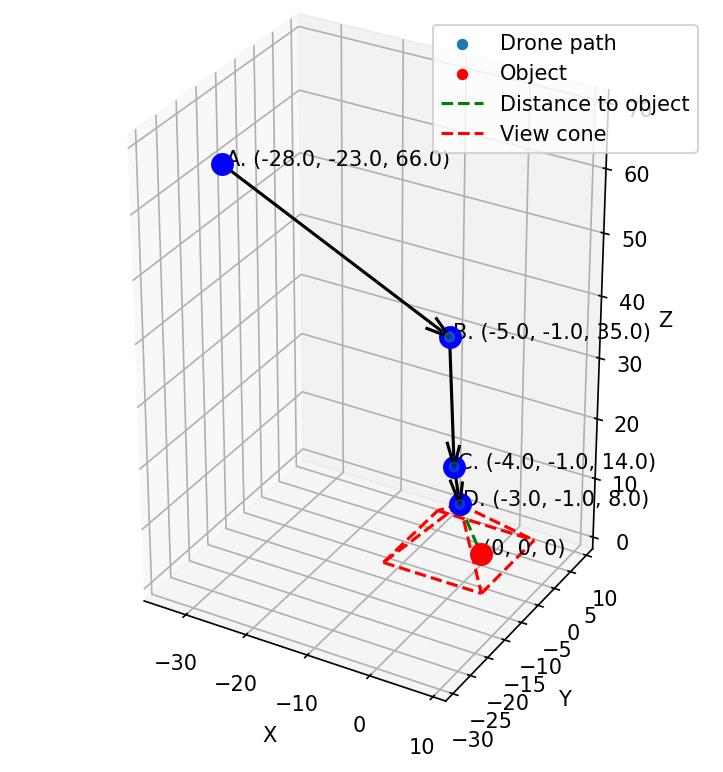 Drone path
Object
Distance to object
View cone
A. (-28.0, -23.0, 66.0)
B. (-5.0, -1.0, 35.0)
C. (-4.0, -1.0, 14.0)
D. (-3.0, -1.0, 8.0)
(0, 0, 0)
70
60
50
40
30
20
10
0
Z
−30
−20
−10
0
10
X
10
5
0
−5
−10
−15
−20
−25
−30
Y